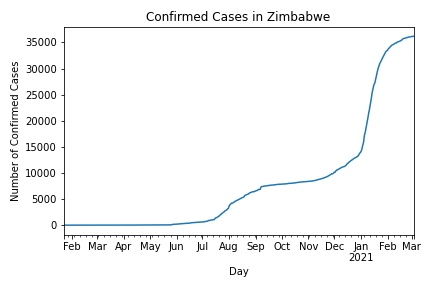 Confirmed Cases in Zimbabwe
Number of Confirmed Cases
35000
30000
25000
20000
15000
10000
5000
0
Feb Mar Apr May Jun Jul Aug Sep Oct Nov Dec Jan Feb Mar
2021
Day